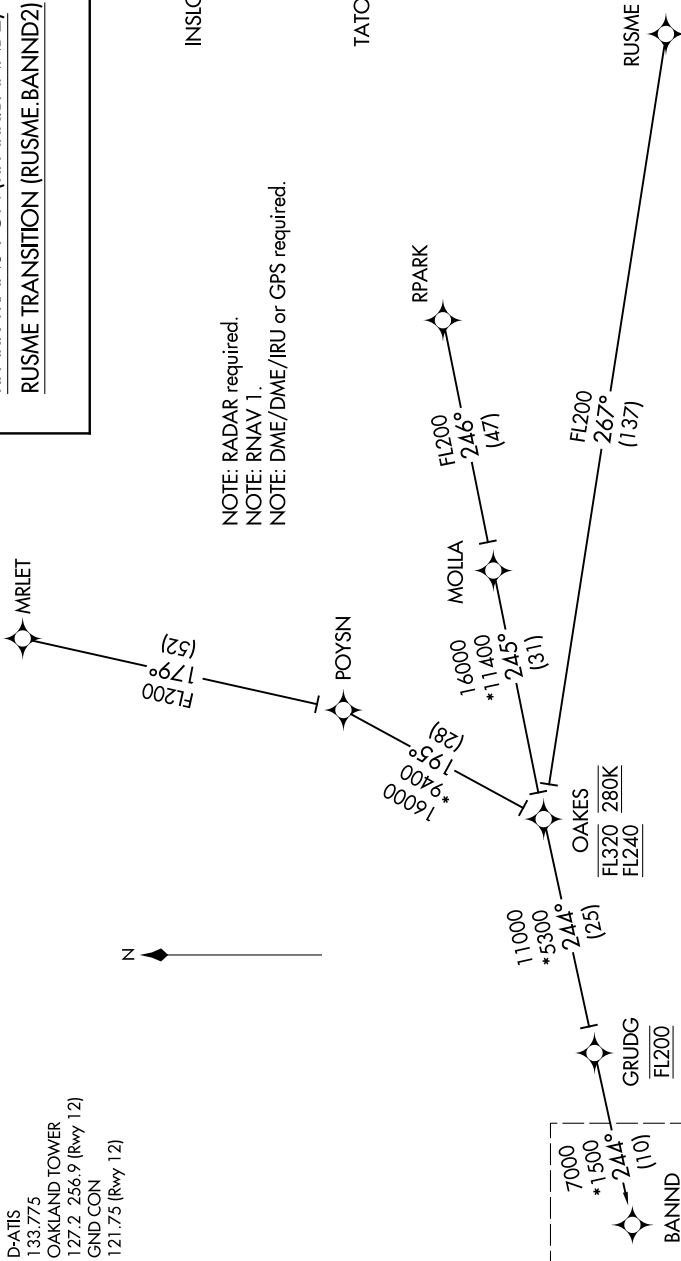 RUSME TRANSITION (RUSME.BANND2)
D-ATIS
133.775
OAKLAND TOWER
127.2 256.9 (Rwy 12)
GND CON
121.75 (Rwy 12)
NOTE: RADAR required.
NOTE: RNAV 1.
NOTE: DME/DME/IRU or GPS required.
N
MRLET
FL200
179°
(52)
POYSN
16000
*9400
195°
(28)
RPARK
FL200
246°
(47)
MOLLA
16000
*11400
245°
(31)
RUSME
FL200
267°
(137)
OAKES
FL320 280K
FL240
11000
*5300
244°
(25)
GRUDG
FL200
7000
*1500
244°
(10)
BANND